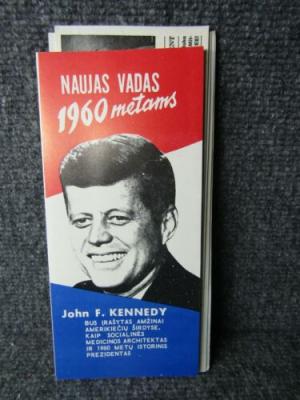 NAUJAS VADAS
1960 metams
John F. KENNEDY
BUS ĮRAŠYTAS AMŽINAI
AMERIKIEČIŲ ŠIRDYSE,
KAIP SOCIALINĖS
MEDICINOS ARCHITEKTAS
IR 1960 METŲ ISTORINIS
PREZIDENTAS